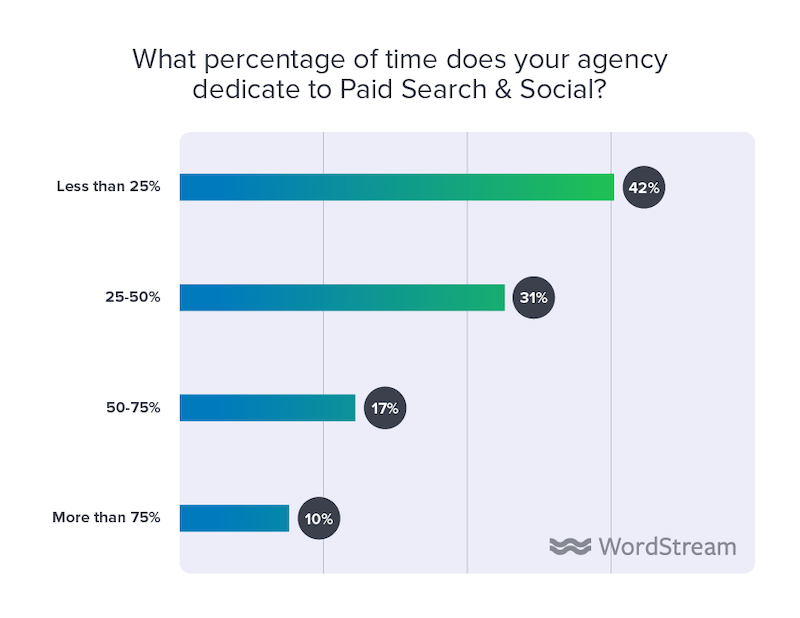 What percentage of time does your agency
dedicate to Paid Search & Social?
Less than 25%
42%
25-50%
31%
50-75%
17%
More than 75%
10%
WordStream